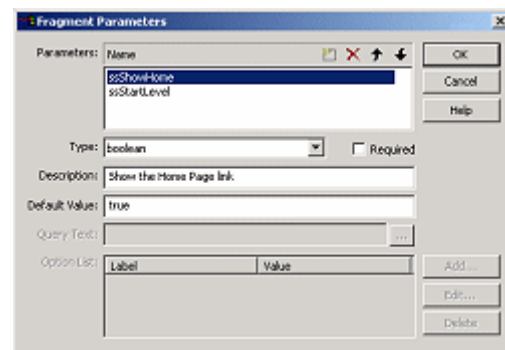 Fragment Parameters
Parameters: Name
ssShowHome
ssStartLevel
OK
Cancel
Help
Type: boolean Required
Description: Show the Home Page link
Default Value: true
Query Text: ...
Option List: Label Value
Add...
Edit...
Delete